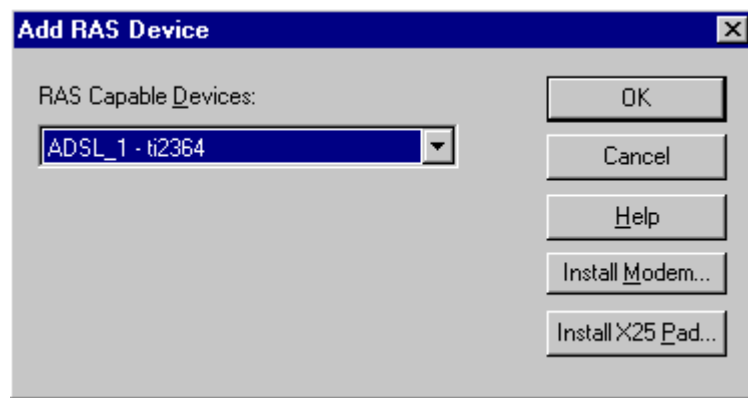 Add RAS Device
RAS Capable Devices:
ADSL_1 - ti2364
OK
Cancel
Help
Install Modem...
Install X25 Pad...